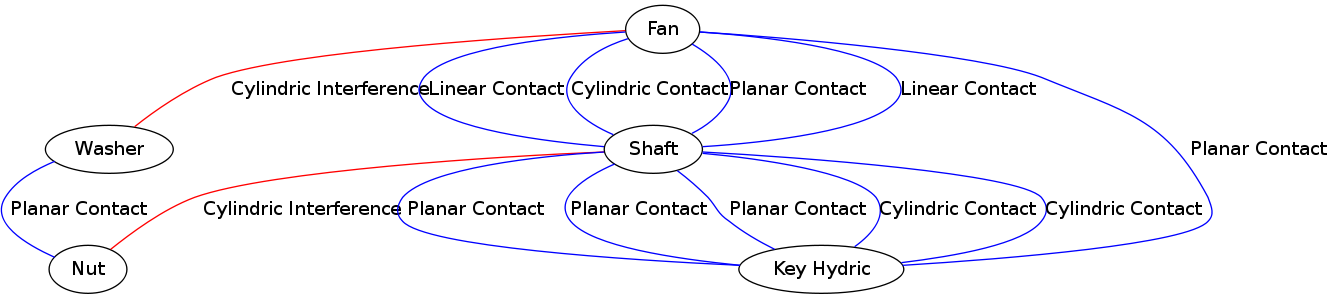 Fan
Cylindric Interference Linear Contact Cylindric Contact Planar Contact Linear Contact
Washer Shaft Planar Contact
Planar Contact Cylindric Interference Planar Contact Planar Contact Planar Contact Cylindric Contact Cylindric Contact
Nut Key Hydric